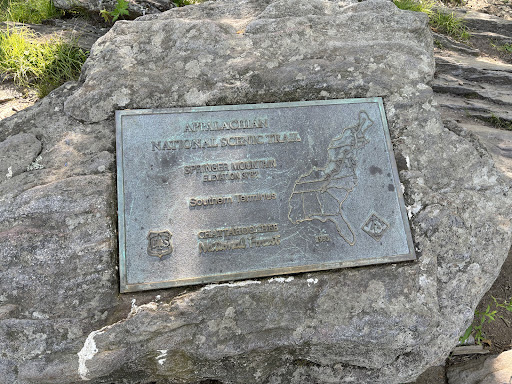 APPALACHIAN
NATIONAL SCENIC TRAIL
SPRINGER MOUNTAIN
ELEVATION
Southern Terminus
CHATTAHOOCHEE
National Forest